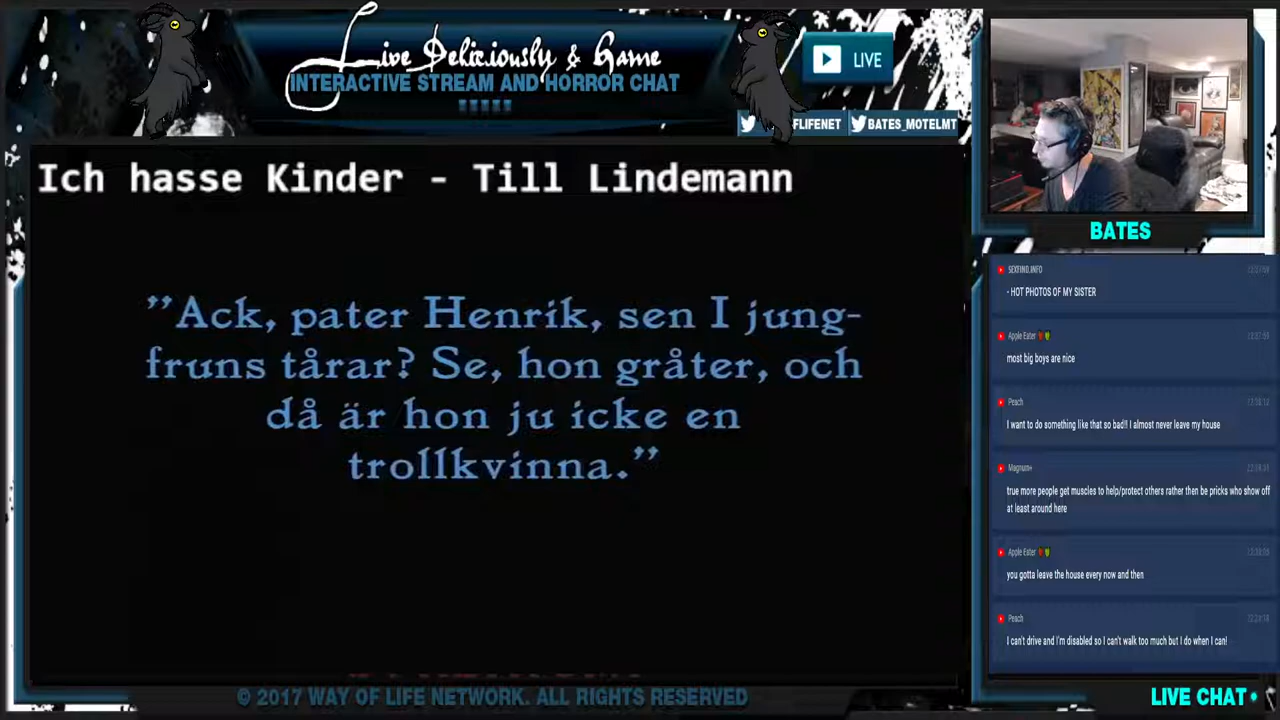 Live Deliciously & Game
INTERACTIVE STREAM AND HORROR CHAT
LIVE
FLIFENET
BATES_MOTELMT
Ich hasse Kinder - Till Lindemann
”Ack, pater Henrik, sen I jung-
fruns tårar? Se, hon gråter, och
då är hon ju icke en
trollkvinna.”
BATES
SEXFIND.INFO
- HOT PHOTOS OF MY SISTER
Apple Eater
most big boys are nice
Peach
I want to do something like that so bad!! I almost never leave my house
Magnum+
true more people get muscles to help/protect others rather then be pricks who show off
at least around here
Apple Eater
you gotta leave the house every now and then
Peach
I can't drive and I'm disabled so I can't walk too much but I do when I can!
© 2017 WAY OF LIFE NETWORK. ALL RIGHTS RESERVED
LIVE CHAT